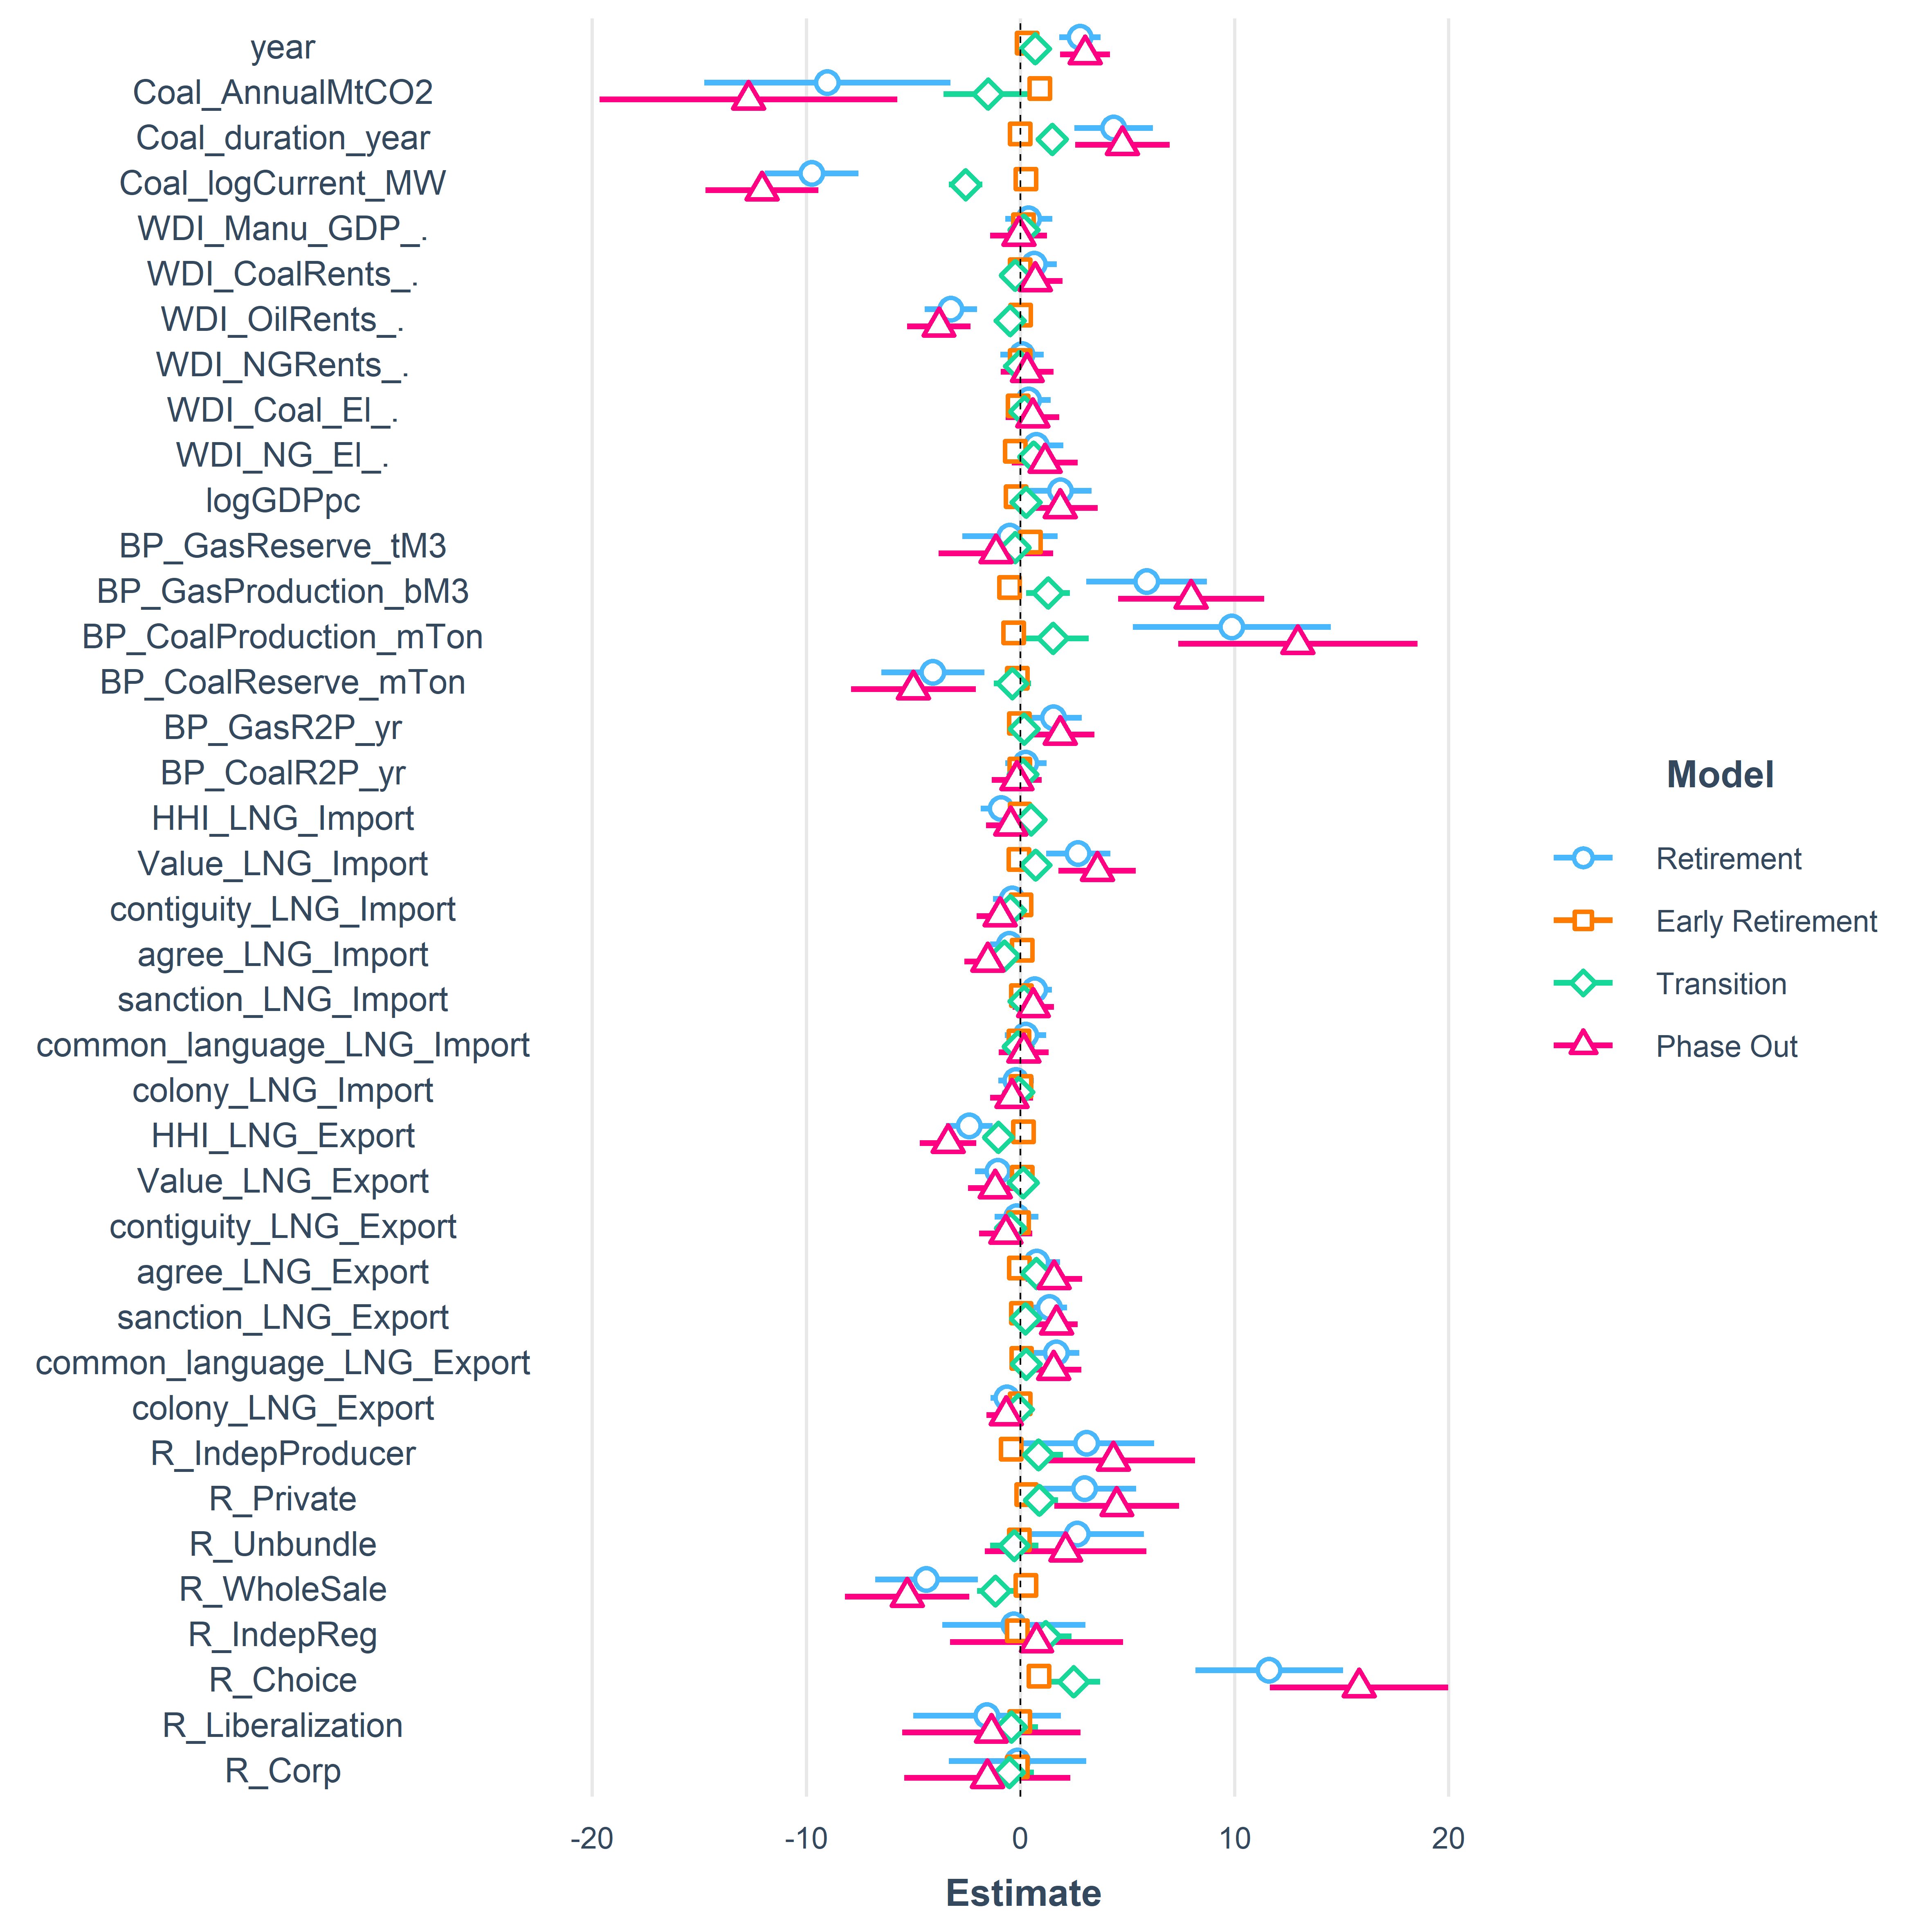 year
Coal_AnnualMtCO2
Coal_duration_year
Coal_logCurrent_MW
WDI_Manu_GDP_.
WDI_CoalRents_.
WDI_OilRents_.
WDI_NGRents_.
WDI_Coal_El_.
WDI_NG_El_.
logGDPpc
BP_GasReserve_tM3
BP_GasProduction_bM3
BP_CoalProduction_mTon
BP_CoalReserve_mTon
BP_GasR2P_yr
BP_CoalR2P_yr
HHI_LNG_Import
Value_LNG_Import
contiguity_LNG_Import
agree_LNG_Import
sanction_LNG_Import
common_language_LNG_Import
colony_LNG_Import
HHI_LNG_Export
Value_LNG_Export
contiguity_LNG_Export
agree_LNG_Export
sanction_LNG_Export
common_language_LNG_Export
colony_LNG_Export
R_IndepProducer
R_Private
R_Unbundle
R_WholeSale
R_IndepReg
R_Choice
R_Liberalization
R_Corp
-20 -10 0 10 20
Estimate
Model
Retirement
Early Retirement
Transition
Phase Out